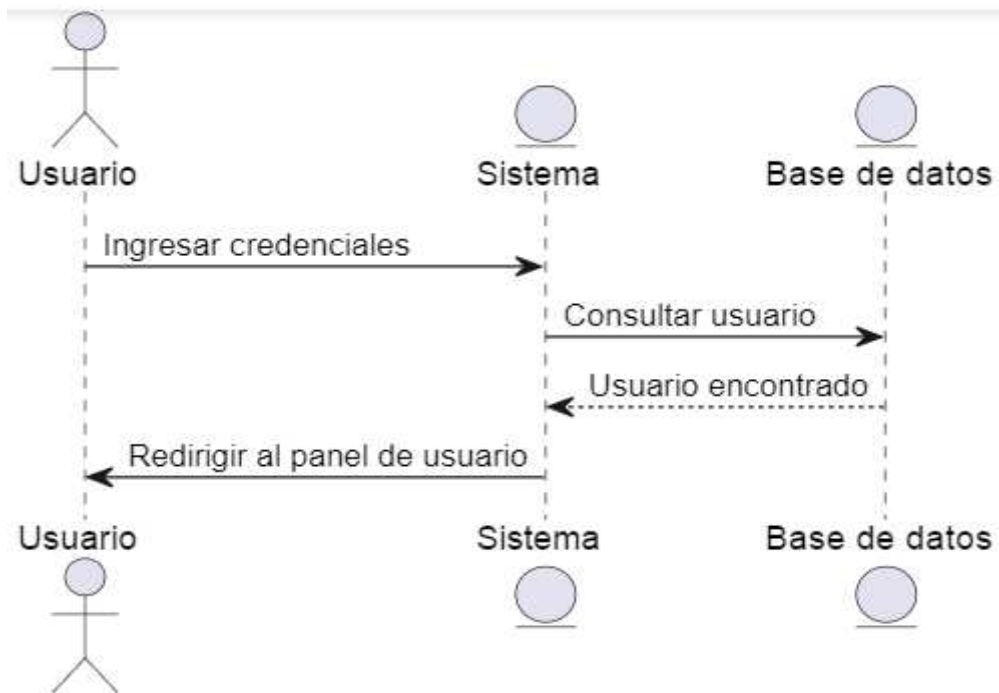 Usuario
Sistema
Base de datos
Ingresar credenciales
Consultar usuario
Usuario encontrado
Redirigir al panel de usuario
Usuario
Sistema
Base de datos